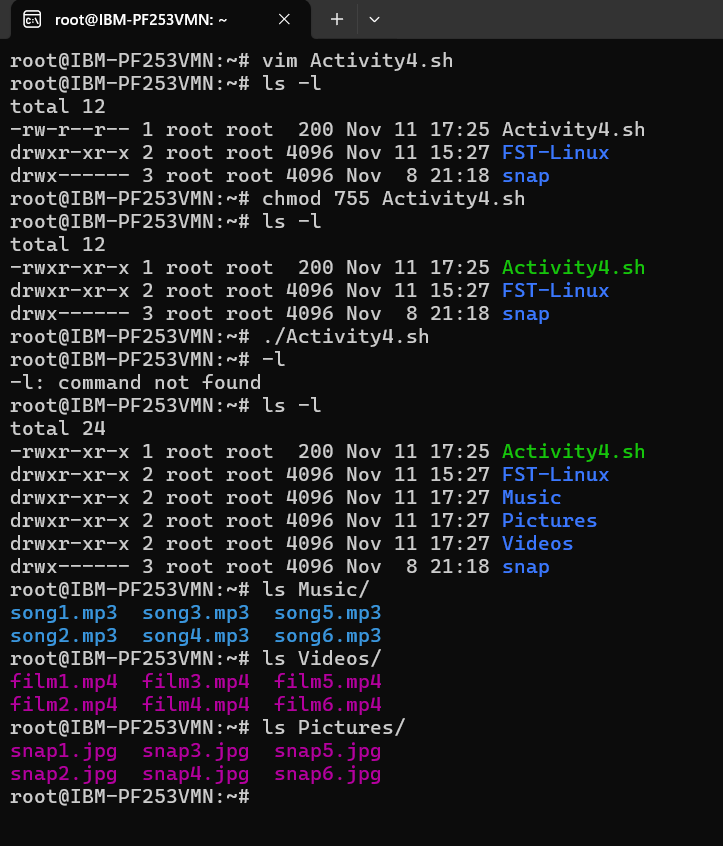 root@IBM-PF253VMN: ~
root@IBM-PF253VMN:~# vim Activity4.sh
root@IBM-PF253VMN:~# ls -l
total 12
-rw-r--r-- 1 root root  200 Nov 11 17:25 Activity4.sh
drwxr-xr-x 2 root root 4096 Nov 11 15:27 FST-Linux
drwx------ 3 root root 4096 Nov  8 21:18 snap
root@IBM-PF253VMN:~# chmod 755 Activity4.sh
root@IBM-PF253VMN:~# ls -l
total 12
-rwxr-xr-x 1 root root  200 Nov 11 17:25 Activity4.sh
drwxr-xr-x 2 root root 4096 Nov 11 15:27 FST-Linux
drwx------ 3 root root 4096 Nov  8 21:18 snap
root@IBM-PF253VMN:~# ./Activity4.sh
root@IBM-PF253VMN:~# -l
-l: command not found
root@IBM-PF253VMN:~# ls -l
total 24
-rwxr-xr-x 1 root root  200 Nov 11 17:25 Activity4.sh
drwxr-xr-x 2 root root 4096 Nov 11 15:27 FST-Linux
drwxr-xr-x 2 root root 4096 Nov 11 17:27 Music
drwxr-xr-x 2 root root 4096 Nov 11 17:27 Pictures
drwxr-xr-x 2 root root 4096 Nov 11 17:27 Videos
drwx------ 3 root root 4096 Nov  8 21:18 snap
root@IBM-PF253VMN:~# ls Music/
song1.mp3  song3.mp3  song5.mp3
song2.mp3  song4.mp3  song6.mp3
root@IBM-PF253VMN:~# ls Videos/
film1.mp4  film3.mp4  film5.mp4
film2.mp4  film4.mp4  film6.mp4
root@IBM-PF253VMN:~# ls Pictures/
snap1.jpg  snap3.jpg  snap5.jpg
snap2.jpg  snap4.jpg  snap6.jpg
root@IBM-PF253VMN:~#